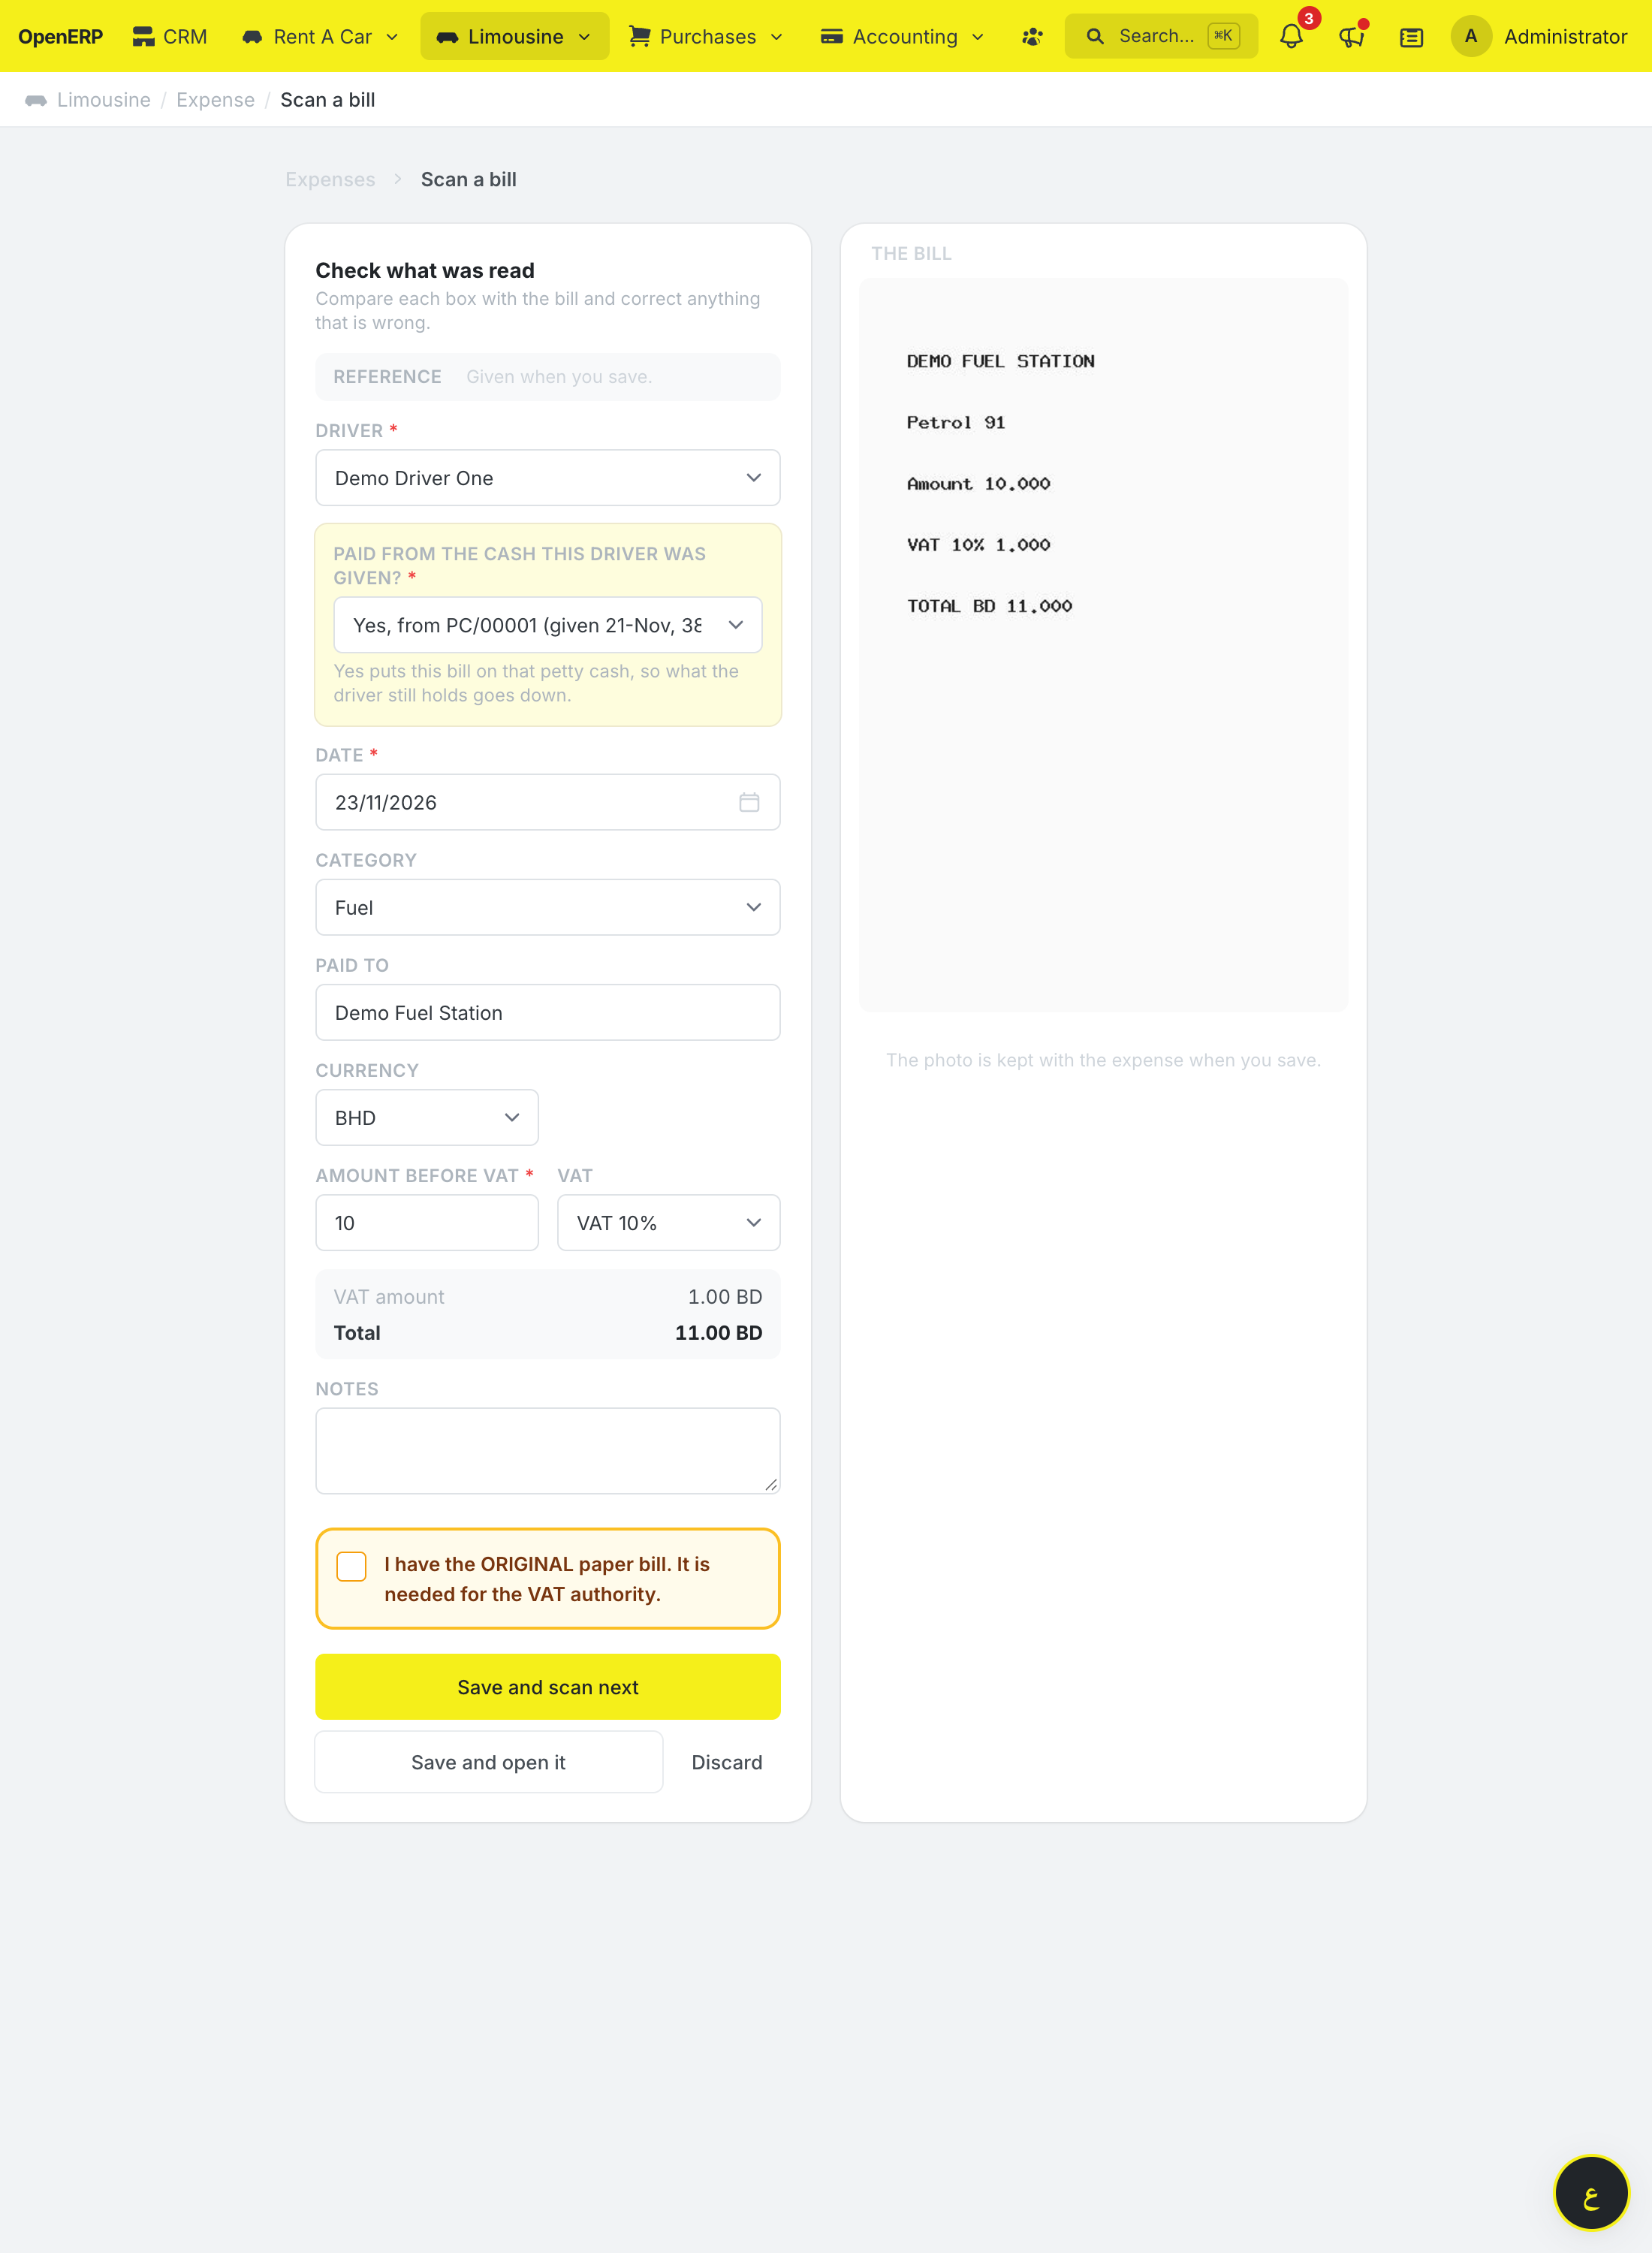 OpenERP CRM Rent A Car Limousine Purchases Accounting Search... ⌘K 3 A Administrator
Limousine / Expense / Scan a bill
Expenses > Scan a bill
Check what was read
Compare each box with the bill and correct anything
that is wrong.
REFERENCE Given when you save.
DRIVER *
Demo Driver One
PAID FROM THE CASH THIS DRIVER WAS
GIVEN? *
Yes, from PC/00001 (given 21-Nov, 38
Yes puts this bill on that petty cash, so what the
driver still holds goes down.
DATE *
23/11/2026
CATEGORY
Fuel
PAID TO
Demo Fuel Station
CURRENCY
BHD
AMOUNT BEFORE VAT * VAT
10 VAT 10%
VAT amount 1.00 BD
Total 11.00 BD
NOTES
I have the ORIGINAL paper bill. It is
needed for the VAT authority.
Save and scan next
Save and open it Discard
THE BILL
DEMO FUEL STATION
Petrol 91
Amount 10.000
VAT 10% 1.000
TOTAL BD 11.000
The photo is kept with the expense when you save.
ع